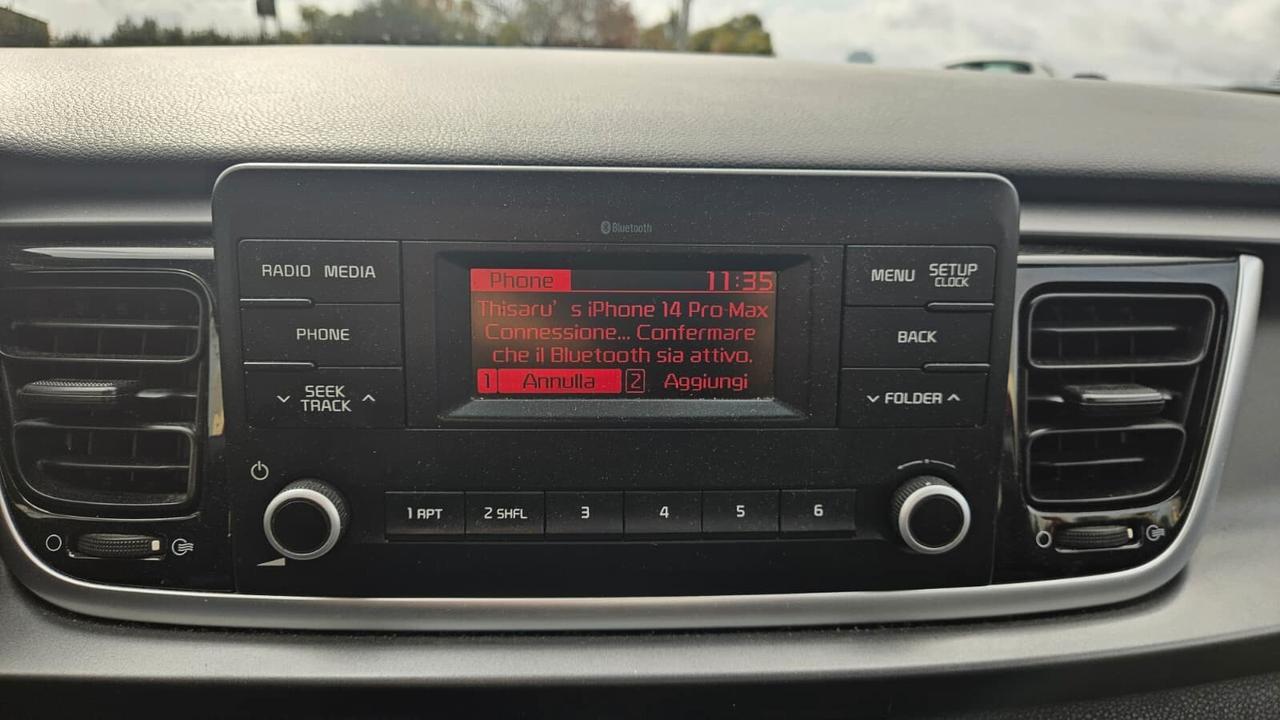 Bluetooth
RADIO MEDIA
PHONE
SEEK
TRACK
Phone 11:35
Thisaru' s iPhone 14 Pro Max
Connessione... Confermare
che il Bluetooth sia attivo.
1 Annulla 2 Aggiungi
MENU SETUP
CLOCK
BACK
FOLDER
1 RPT 2 SHFL 3 4 5 6